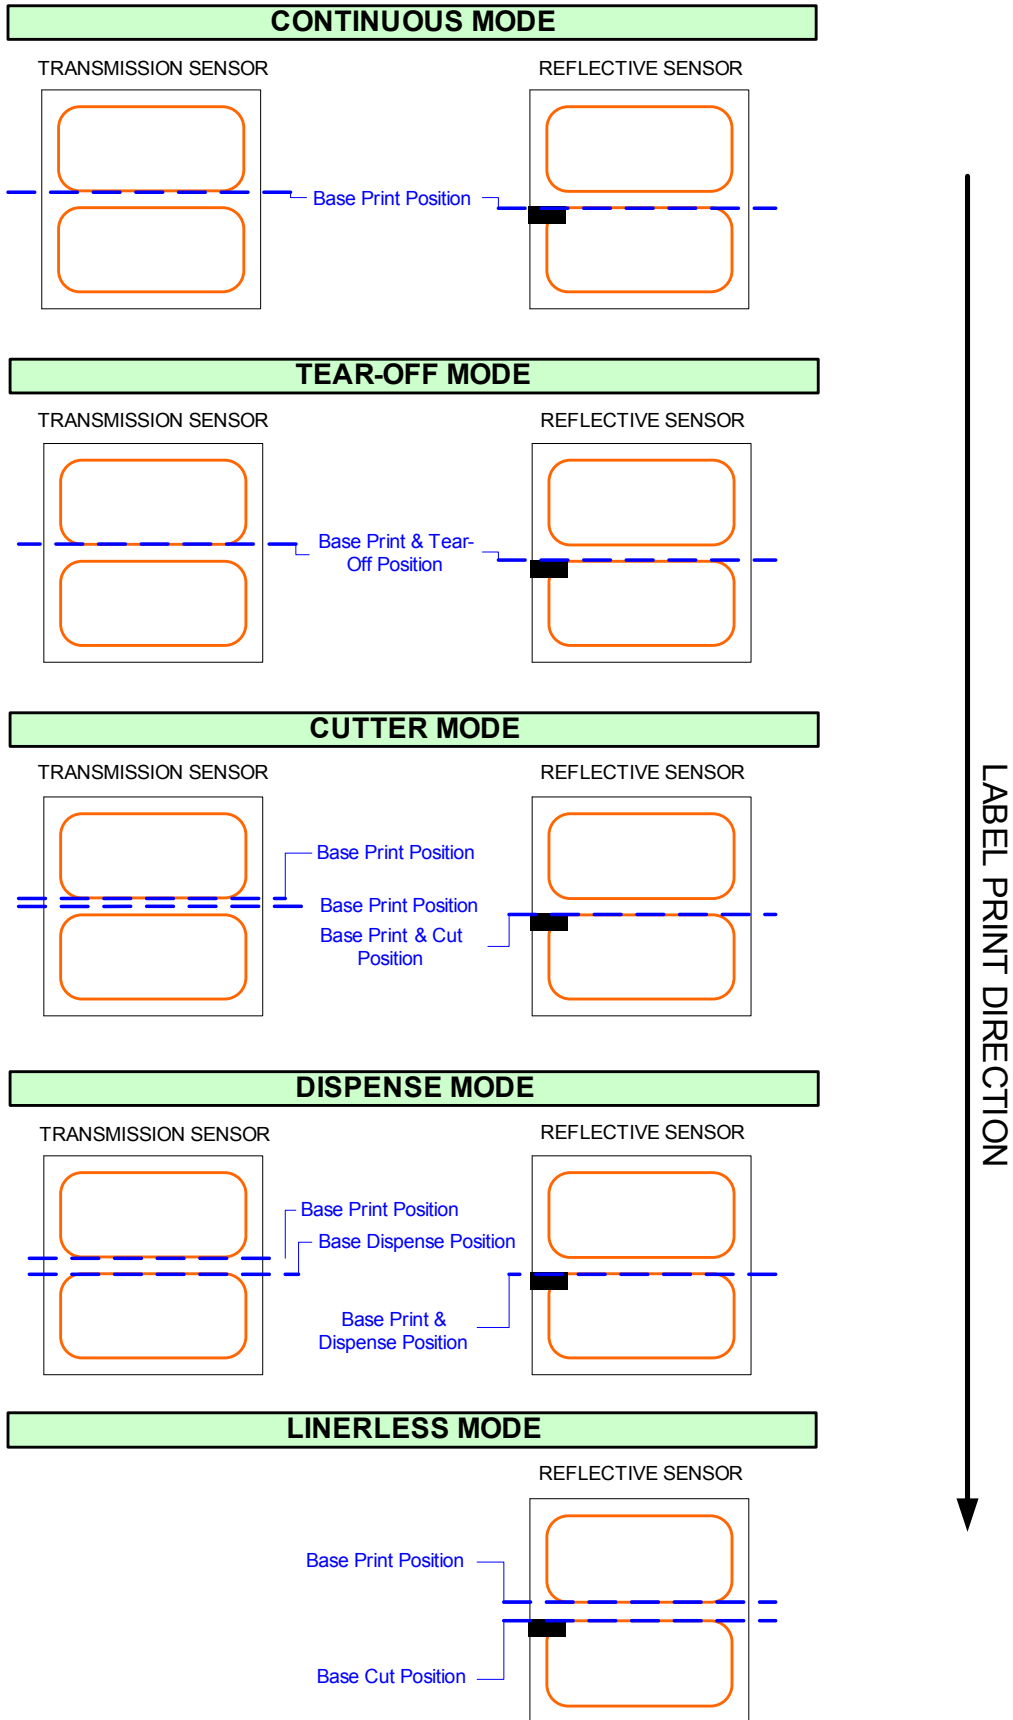 CONTINUOUS MODE
TRANSMISSION SENSOR
REFLECTIVE SENSOR
Base Print Position
TEAR-OFF MODE
TRANSMISSION SENSOR
REFLECTIVE SENSOR
Base Print & Tear-
Off Position
CUTTER MODE
TRANSMISSION SENSOR
REFLECTIVE SENSOR
Base Print Position
Base Print Position
Base Print & Cut
Position
DISPENSE MODE
TRANSMISSION SENSOR
REFLECTIVE SENSOR
Base Print Position
Base Dispense Position
Base Print &
Dispense Position
LINERLESS MODE
REFLECTIVE SENSOR
Base Print Position
Base Cut Position
LABEL PRINT DIRECTION